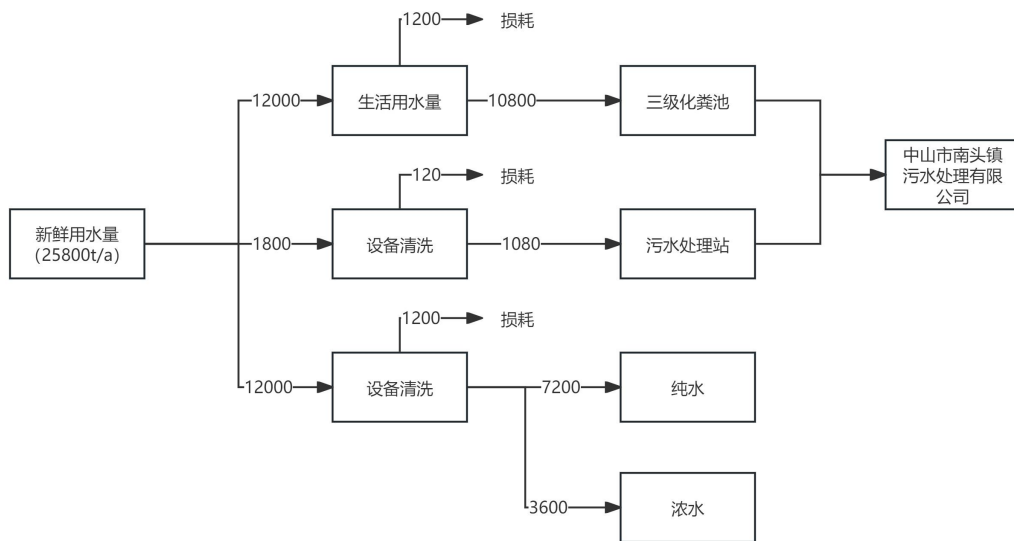 1200
损耗
12000
生活用水量
10800
三级化粪池
中山市南头镇
污水处理有限
公司
120
损耗
新鲜用水量
（25800t/a）
1800
设备清洗
1080
污水处理站
1200
损耗
12000
设备清洗
7200
纯水
3600
浓水